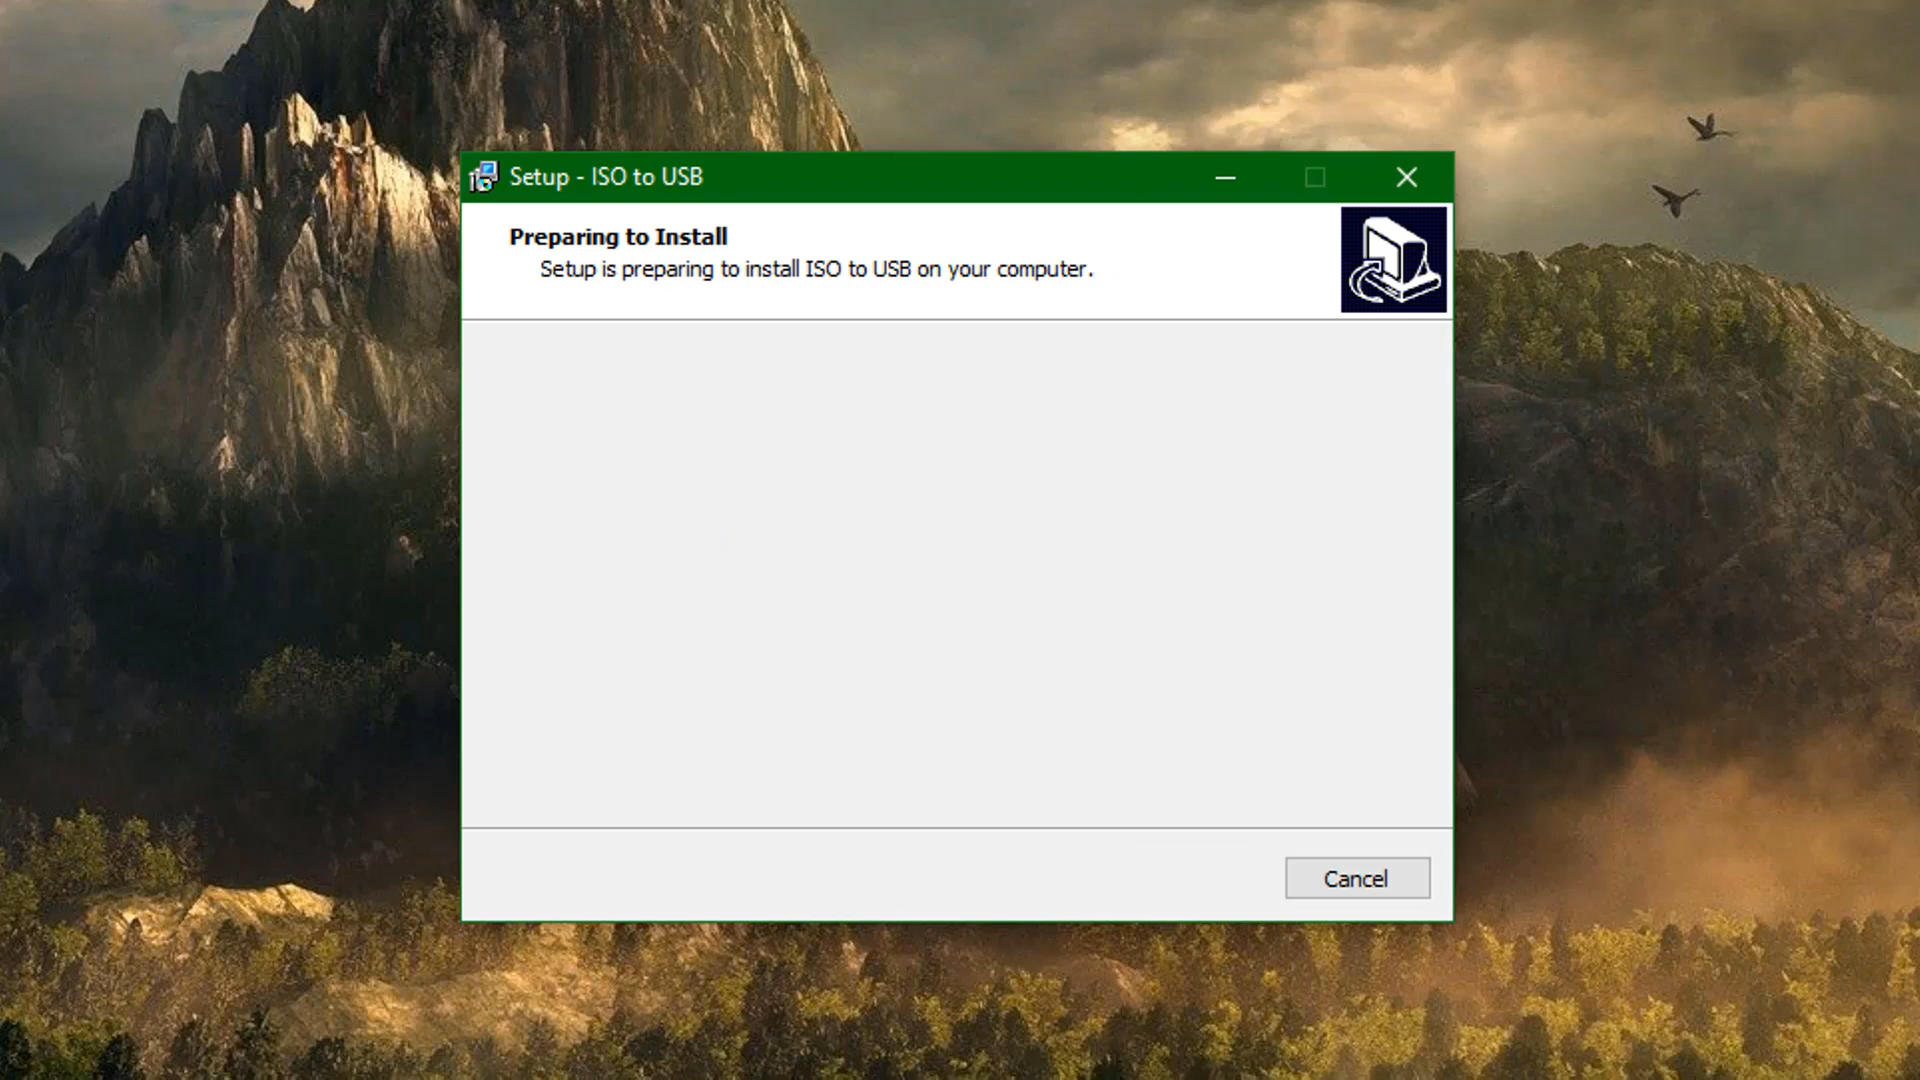 Setup - ISO to USB
Preparing to Install
Setup is preparing to install ISO to USB on your computer.
Cancel